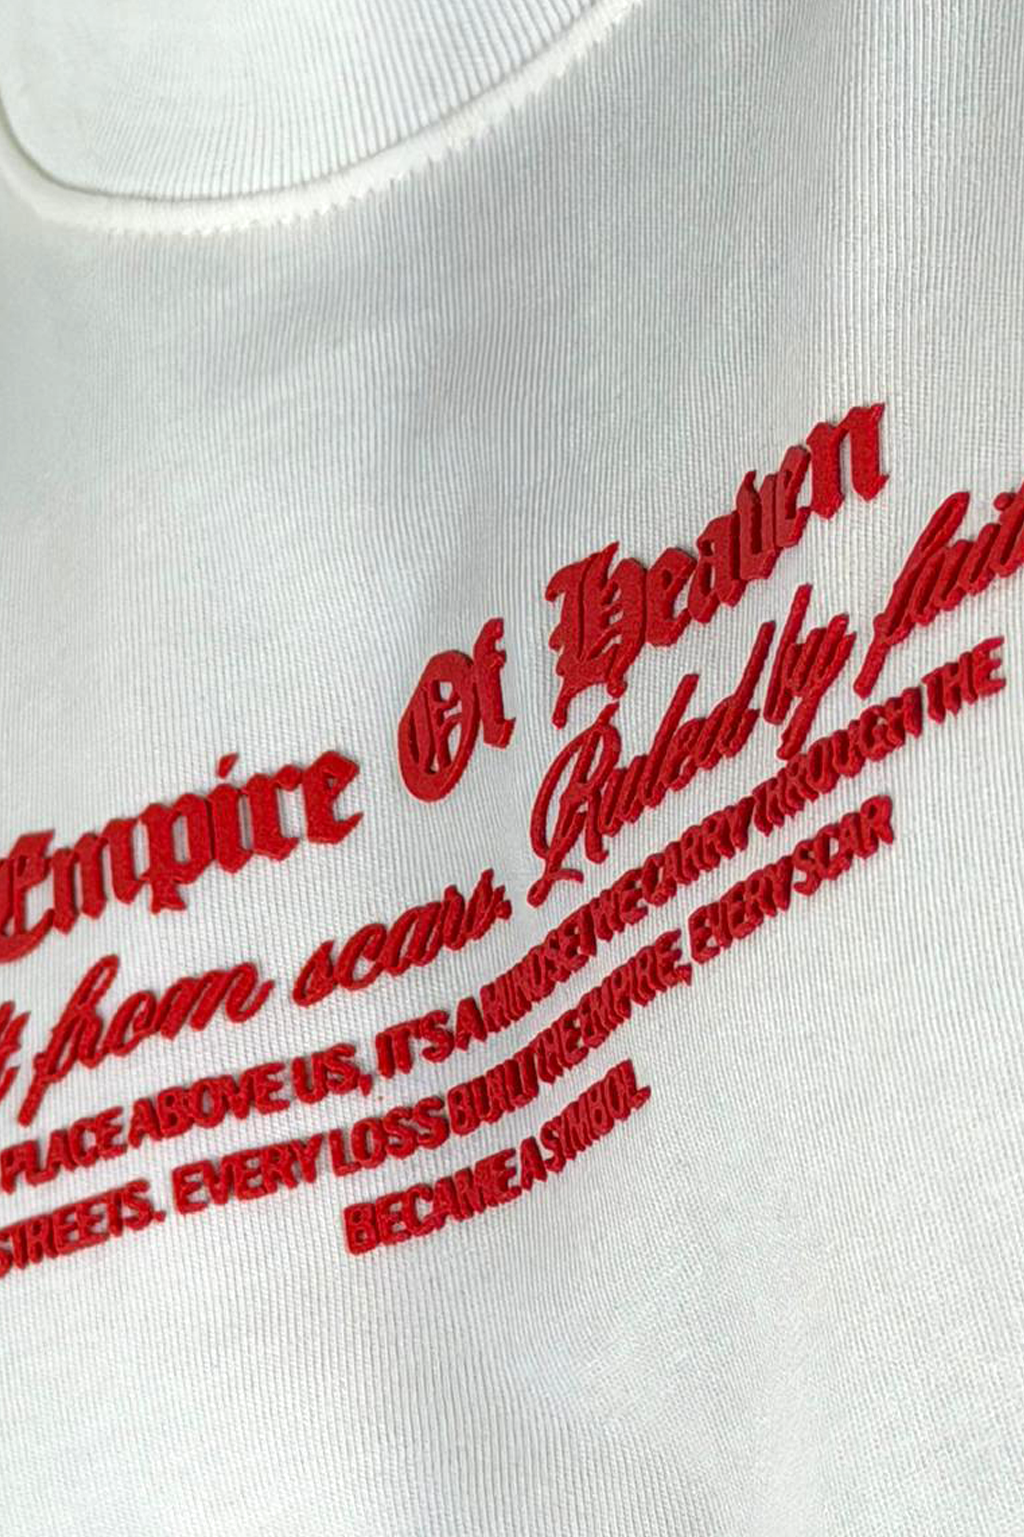 Empire Of Heaven
from scars. Ruled by
PLACE ABOVE US, IT'S A MINDSET WE CARRY THROUGH THE
STREETS. EVERY LOSS BUILT THE EMPIRE, EVERY SCAR
BECAME A SYMBOL